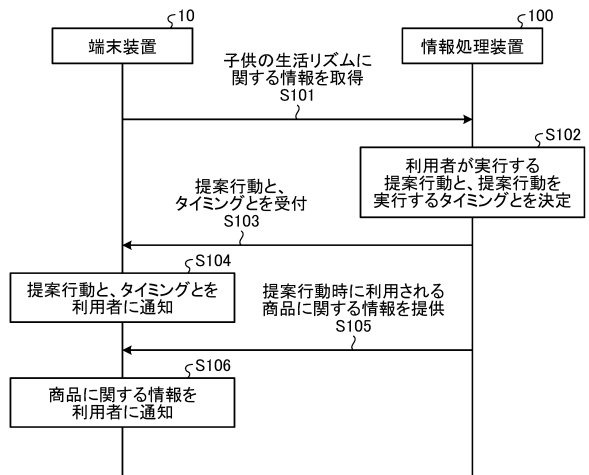 10
端末装置
100
情報処理装置
子供の生活リズムに
関する情報を取得
S101
S102
利用者が実行する
提案行動と、提案行動を
実行するタイミングとを決定
提案行動と、
タイミングとを受付
S103
S104
提案行動と、タイミングとを
利用者に通知
提案行動時に利用される
商品に関する情報を提供
S105
S106
商品に関する情報を
利用者に通知